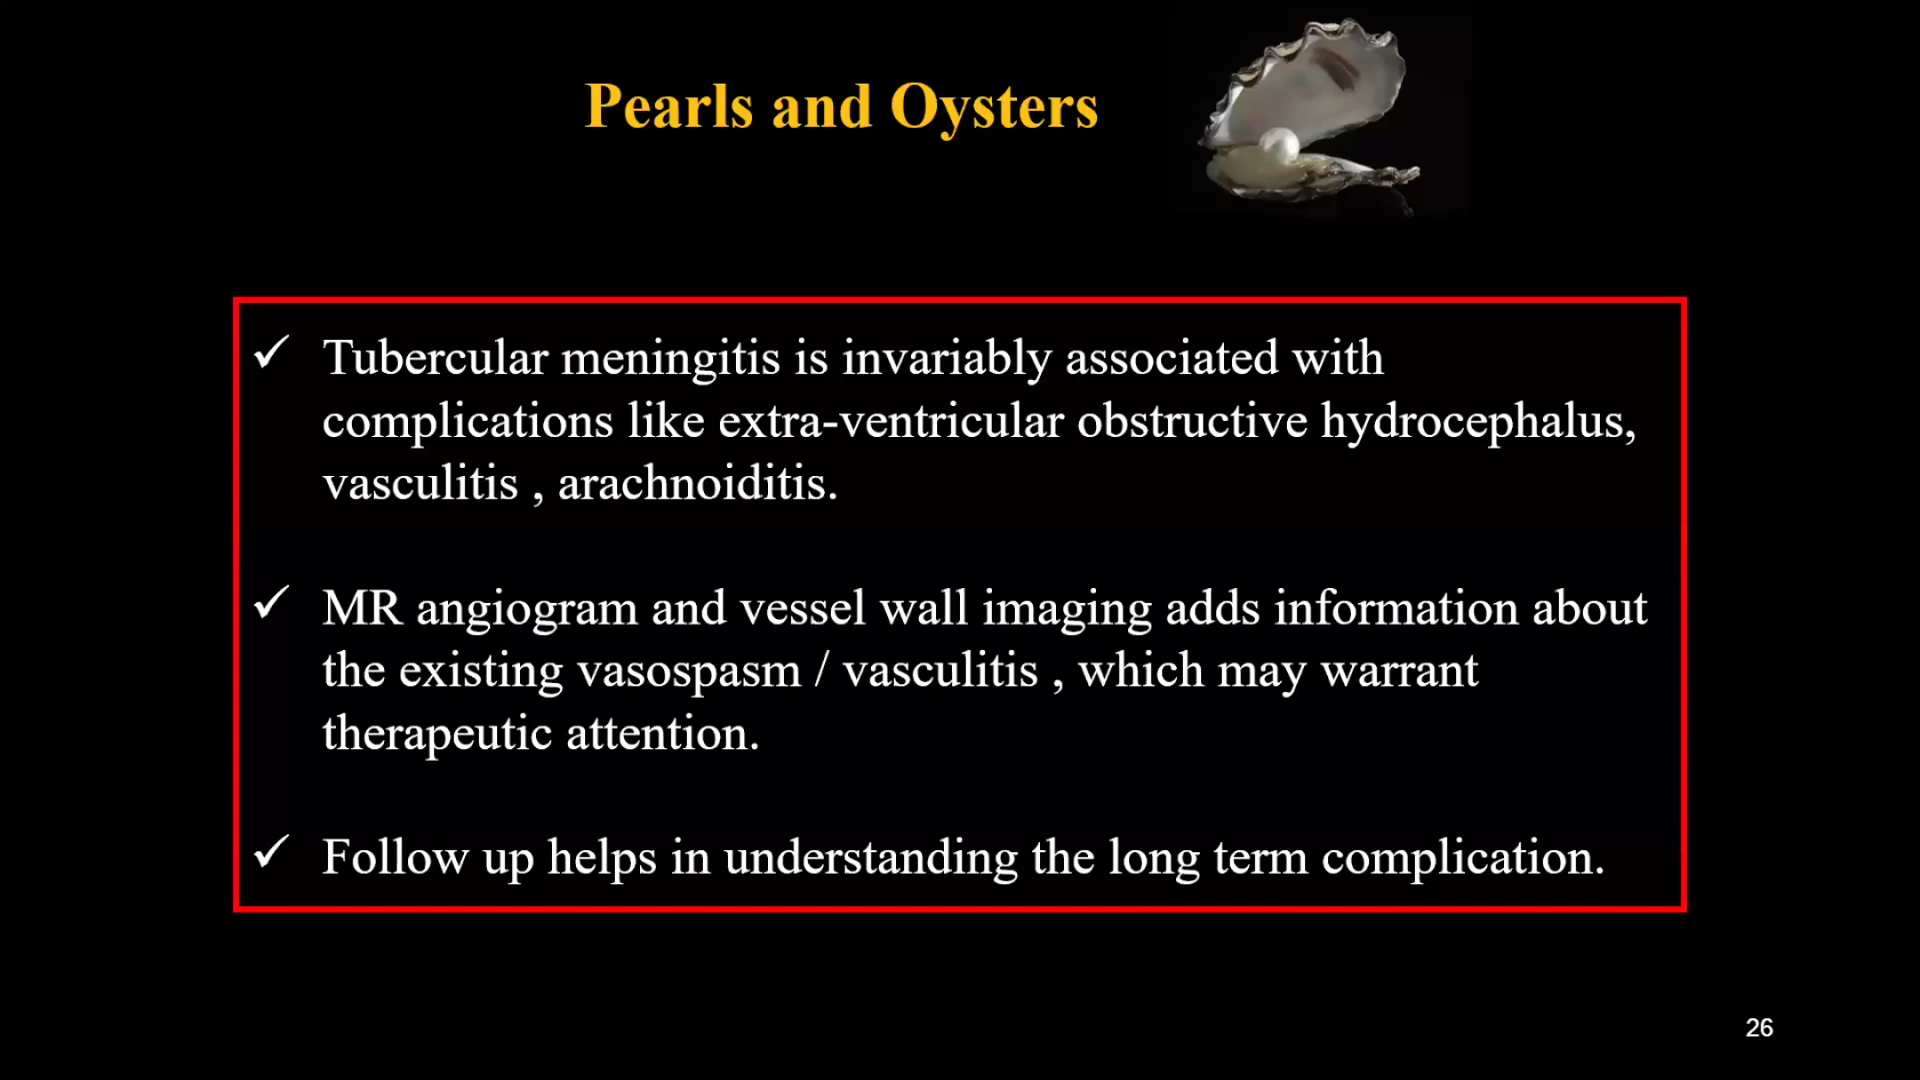 Pearls and Oysters
✓ Tubercular meningitis is invariably associated with
complications like extra-ventricular obstructive hydrocephalus,
vasculitis , arachnoiditis.
✓ MR angiogram and vessel wall imaging adds information about
the existing vasospasm / vasculitis , which may warrant
therapeutic attention.
✓ Follow up helps in understanding the long term complication.
26